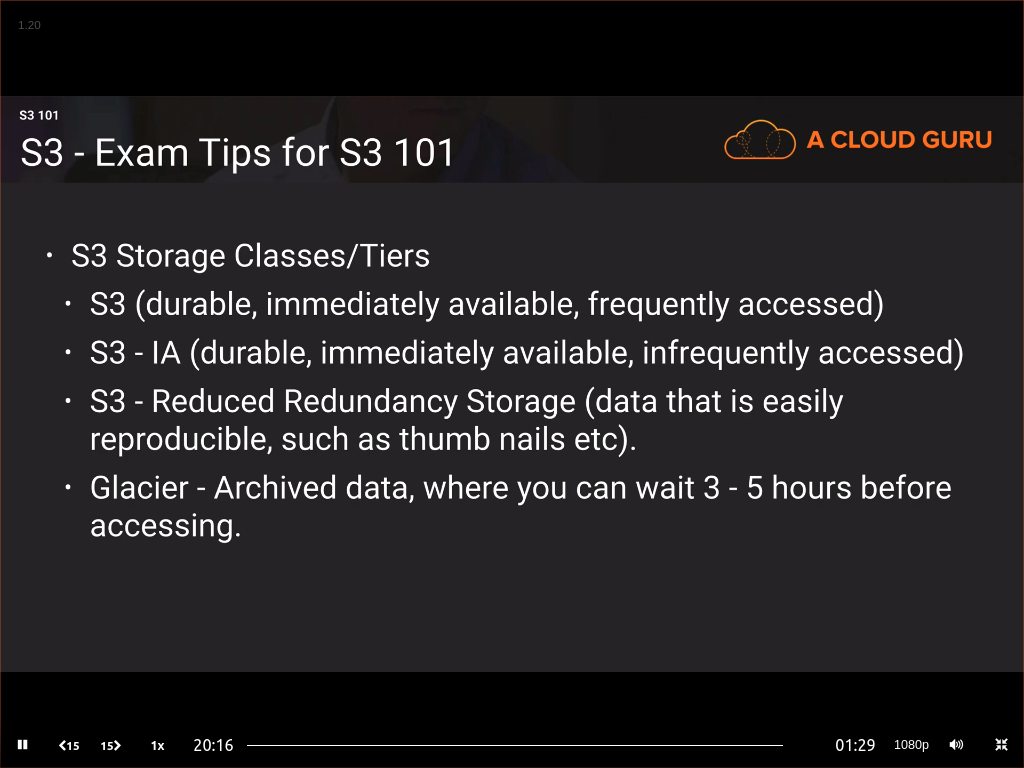 1.20
S3 101
S3 - Exam Tips for S3 101
A CLOUD GURU
• S3 Storage Classes/Tiers
• S3 (durable, immediately available, frequently accessed)
• S3 - IA (durable, immediately available, infrequently accessed)
• S3 - Reduced Redundancy Storage (data that is easily
reproducible, such as thumb nails etc).
• Glacier - Archived data, where you can wait 3 - 5 hours before
accessing.
15 15 1x 20:16 01:29 1080p